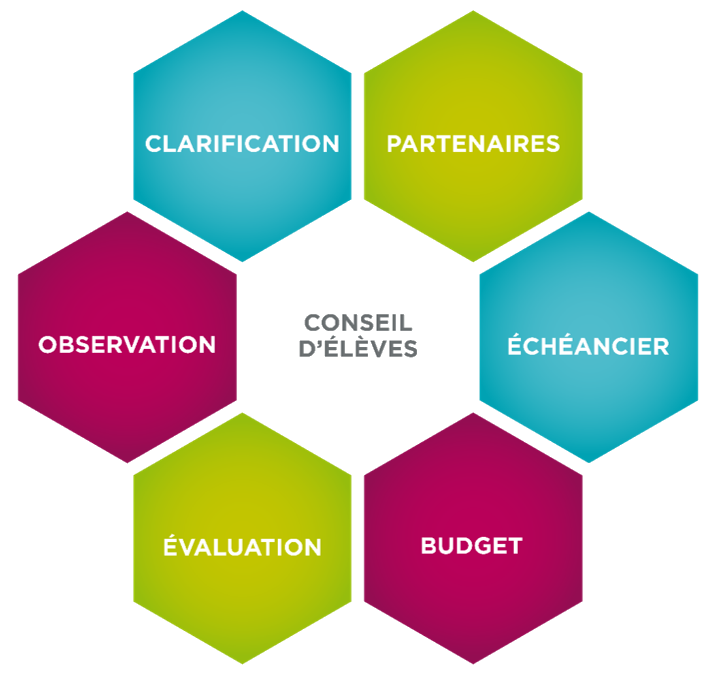 CLARIFICATION
PARTENAIRES
OBSERVATION
CONSEIL
D’ÉLÈVES
ÉCHÉANCIER
ÉVALUATION
BUDGET